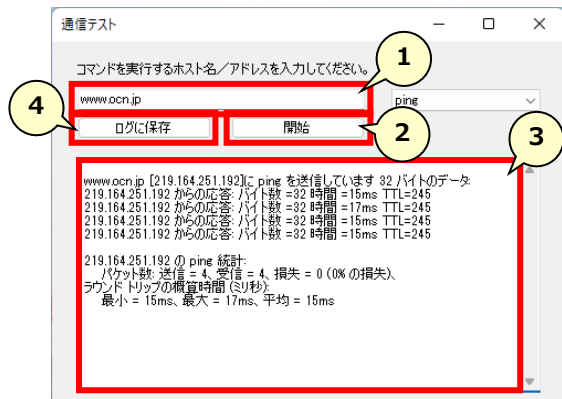 通信テスト
コマンドを実行するホスト名／アドレスを入力してください。
1
www.ocn.jp
ping
4
ログに保存
開始
2
3
www.ocn.jp [219.164.251.192]に ping を送信しています 32 バイトのデータ:
219.164.251.192 からの応答: バイト数 =32 時間 =15ms TTL=245
219.164.251.192 からの応答: バイト数 =32 時間 =17ms TTL=245
219.164.251.192 からの応答: バイト数 =32 時間 =15ms TTL=245
219.164.251.192 からの応答: バイト数 =32 時間 =15ms TTL=245
219.164.251.192 の ping 統計:
パケット数: 送信 = 4、受信 = 4、損失 = 0 (0% の損失)、
ラウンド トリップの概算時間 (ミリ秒):
最小 = 15ms、最大 = 17ms、平均 = 15ms